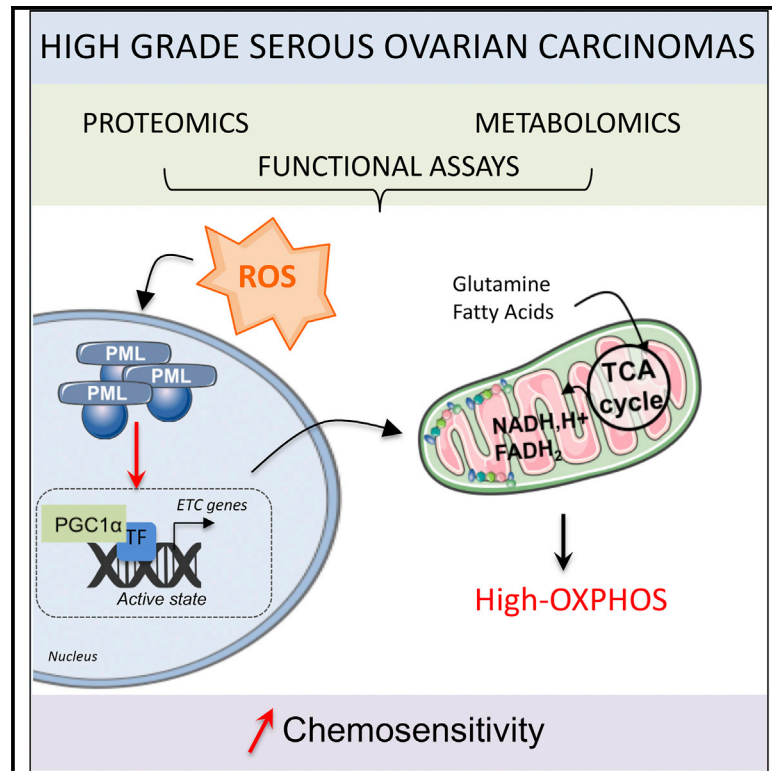 HIGH GRADE SEROUS OVARIAN CARCINOMAS
PROTEOMICS
METABOLOMICS
FUNCTIONAL ASSAYS
ROS
Glutamine
Fatty Acids
PML
PML
PML
TCA
cycle
NADH,H+
FADH₂
ETC genes
PGC1α
TF
Active state
High-OXPHOS
Nucleus
Chemosensitivity